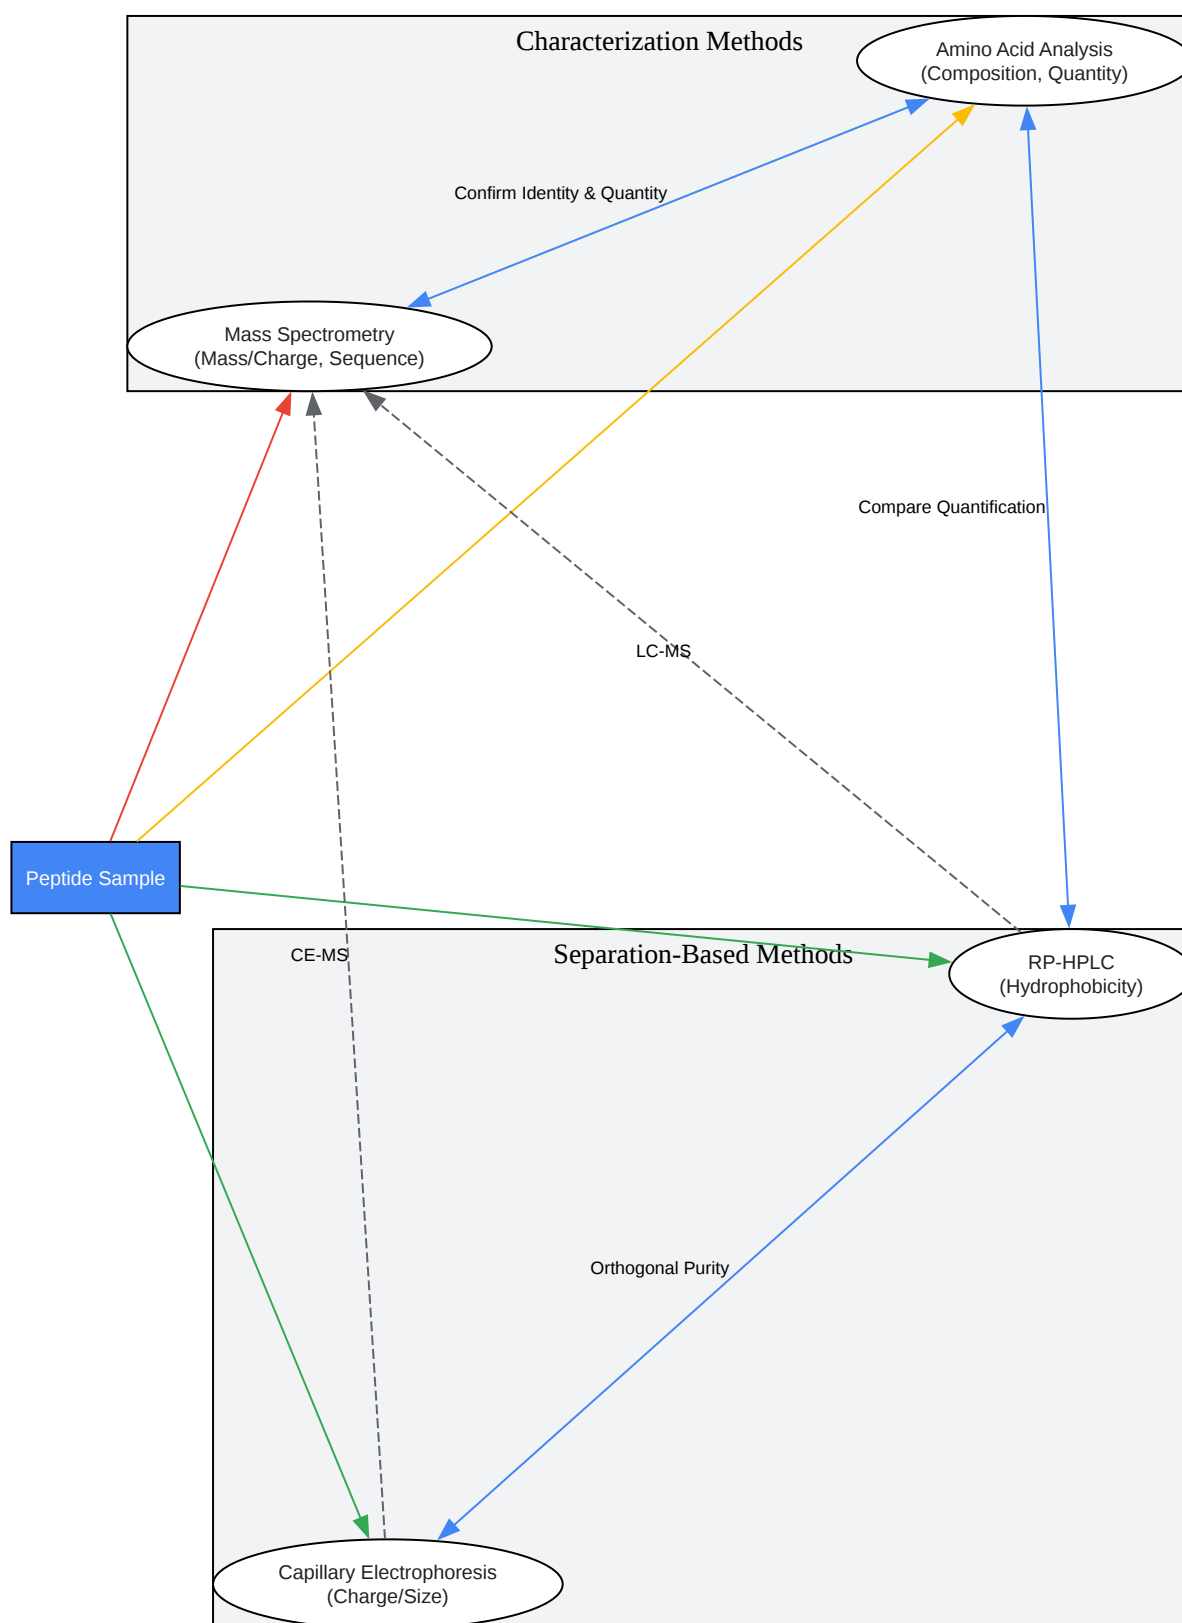 Characterization Methods
Amino Acid Analysis
(Composition, Quantity)
Confirm Identity & Quantity
Mass Spectrometry
(Mass/Charge, Sequence)
Compare Quantification
LC-MS
Peptide Sample
CE-MS
Separation-Based Methods
RP-HPLC
(Hydrophobicity)
Orthogonal Purity
Capillary Electrophoresis
(Charge/Size)